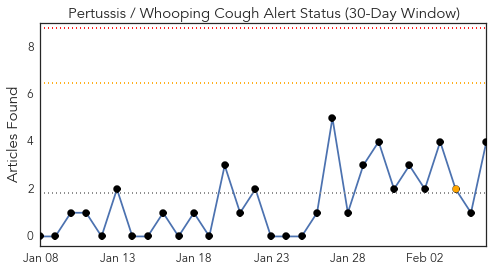 Pertussis / Whooping Cough Alert Status (30-Day Window)
Articles Found
8
6
4
2
0
Jan 08 Jan 13 Jan 18 Jan 23 Jan 28 Feb 02